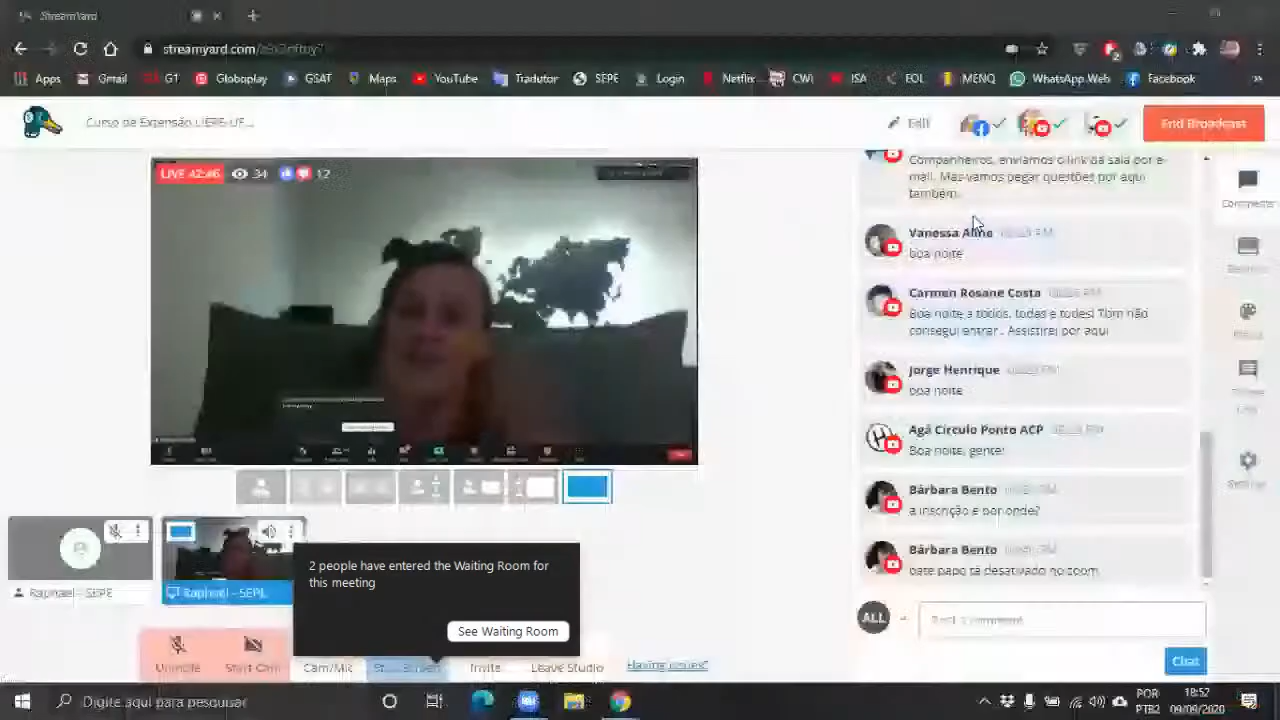 StreamYard
streamyard.com/
Apps Gmail G1 Globoplay GSAT Maps YouTube Tradutor SEPE Login Netflix CWI ISA EOL MENQ WhatsApp Web Facebook »
Curso de Extensão
Edit
End Broadcast
LIVE 42:46 34 12
Companheiros, enviamos o link da sala por e-
mail. Mas vamos pegar questões por aqui
também.
Vanessa Aline
boa noite
Carmen Rosane Costa
Boa noite a todos, todas e todes! Tbm não
consegui entrar . Assistirei por aqui
Jorge Henrique
boa noite
Agá Circulo Ponto ACP
Boa noite, gente!
Bárbara Bento
a inscrição é por onde?
Bárbara Bento
bate papo tá desativado no zoom
Comments
Settings
Raphael - SEPE
Raphael - SEPE
2 people have entered the Waiting Room for
this meeting
See Waiting Room
ALL
Post a comment
Chat
Unmute Start Cam Cam/Mic Stop Screen Invite Leave Studio Having issues?
Digite aqui para pesquisar
POR 18:52
PTB2 09/09/2020